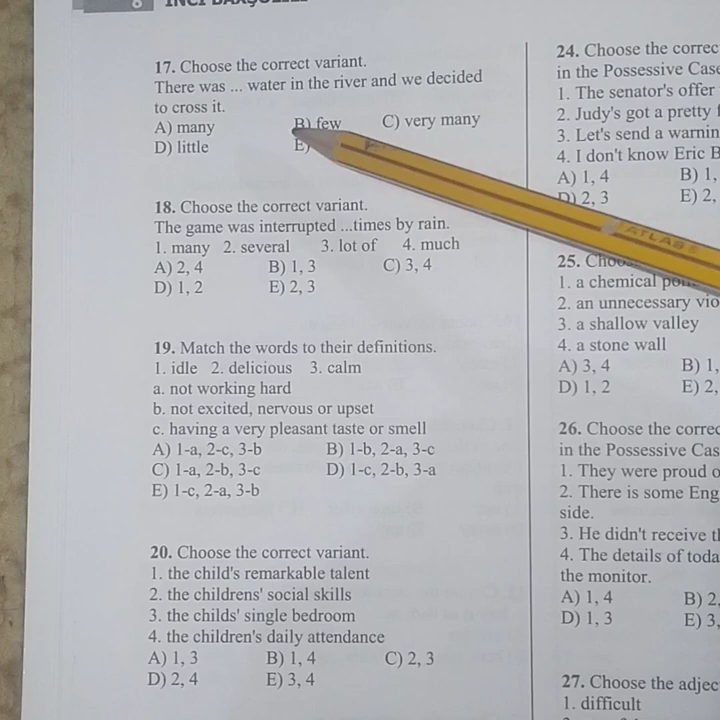 8
17. Choose the correct variant.
There was ... water in the river and we decided
to cross it.
A) many B) few C) very many
D) little E)
18. Choose the correct variant.
The game was interrupted ...times by rain.
1. many 2. several 3. lot of 4. much
A) 2, 4 B) 1, 3 C) 3, 4
D) 1, 2 E) 2, 3
19. Match the words to their definitions.
1. idle 2. delicious 3. calm
a. not working hard
b. not excited, nervous or upset
c. having a very pleasant taste or smell
A) 1-a, 2-c, 3-b B) 1-b, 2-a, 3-c
C) 1-a, 2-b, 3-c D) 1-c, 2-b, 3-a
E) 1-c, 2-a, 3-b
20. Choose the correct variant.
1. the child's remarkable talent
2. the childrens' social skills
3. the childs' single bedroom
4. the children's daily attendance
A) 1, 3 B) 1, 4 C) 2, 3
D) 2, 4 E) 3, 4
24. Choose the correc
in the Possessive Case
1. The senator's offer
2. Judy's got a pretty
3. Let's send a warnin
4. I don't know Eric B
A) 1, 4 B) 1,
D) 2, 3 E) 2,
ATLAS
25. Choo
1. a chemical
2. an unnecessary vio
3. a shallow valley
4. a stone wall
A) 3, 4 B) 1,
D) 1, 2 E) 2,
26. Choose the correc
in the Possessive Cas
1. They were proud o
2. There is some Eng
side.
3. He didn't receive t
4. The details of toda
the monitor.
A) 1, 4 B) 2,
D) 1, 3 E) 3,
27. Choose the adjec
1. difficult